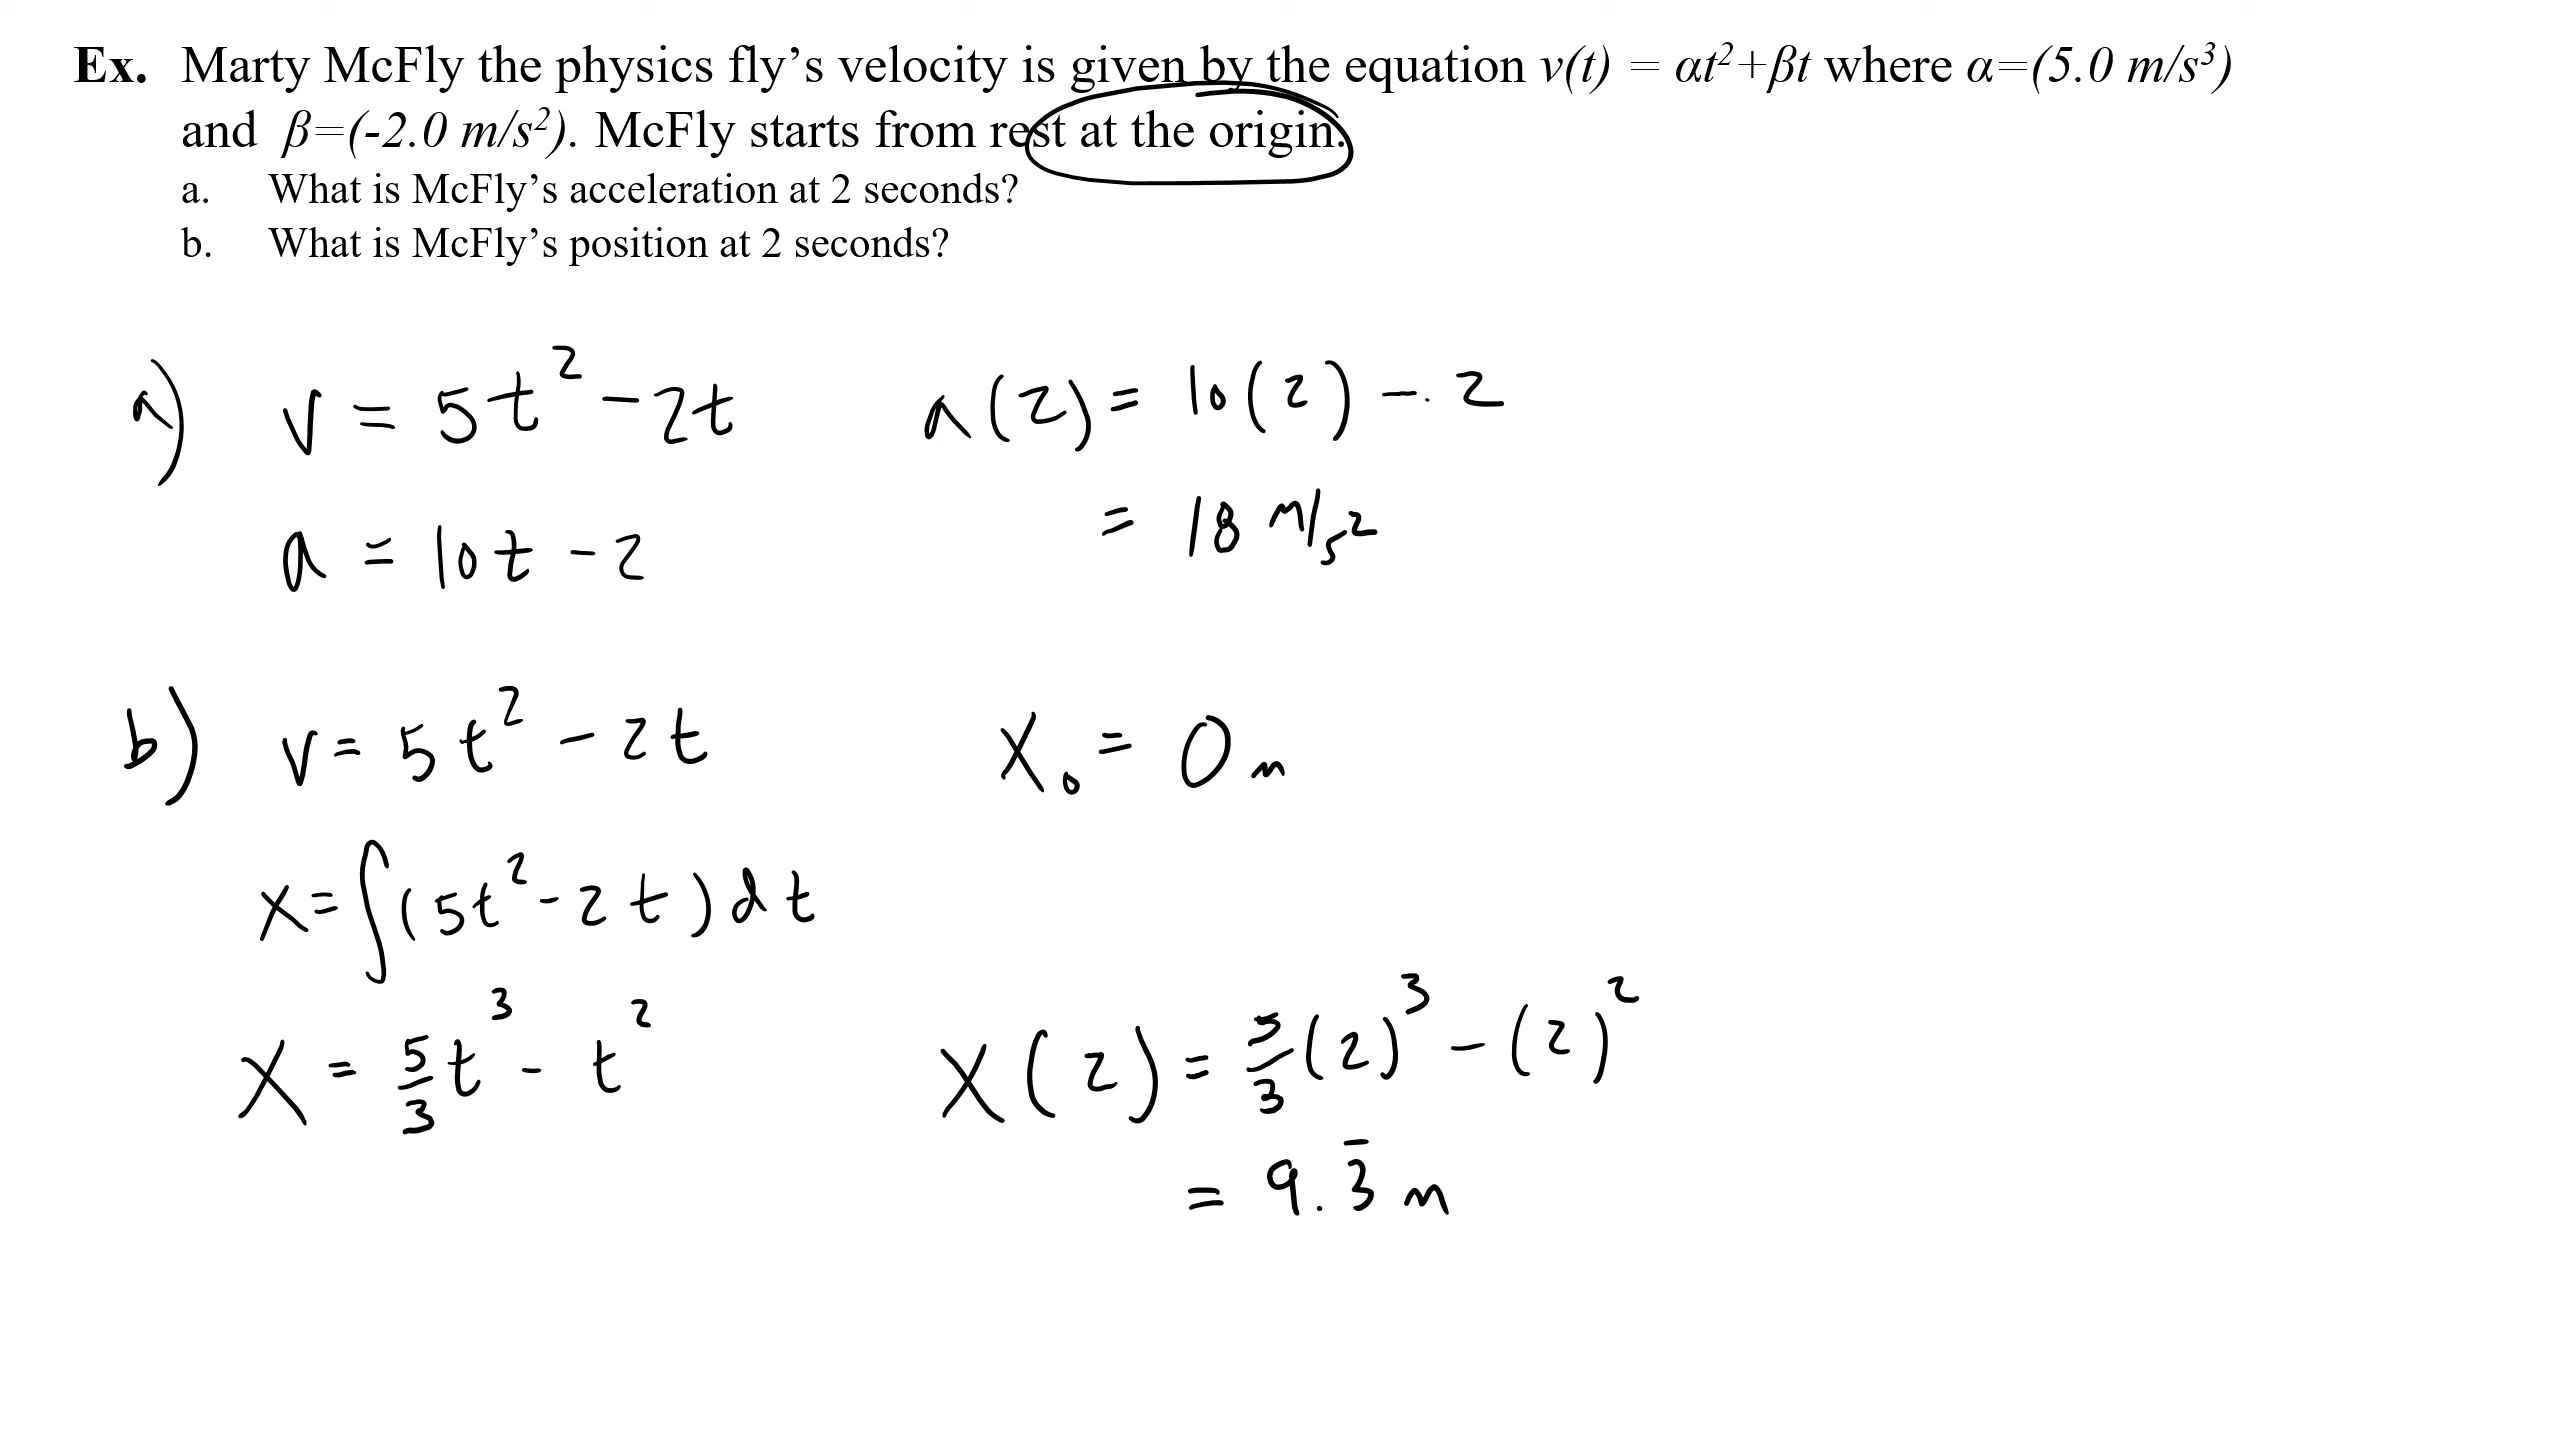 Ex. Marty McFly the physics fly’s velocity is given by the equation v(t) = αt²+βt where α=(5.0 m/s³)
and β=(-2.0 m/s²). McFly starts from rest at the origin.
a. What is McFly’s acceleration at 2 seconds?
b. What is McFly’s position at 2 seconds?
a) v = 5t² - 2t
a = 10t - 2
a(2) = 10(2) - 2
= 18 m/s²
b) v = 5t² - 2t
x₀ = 0 m
x = ∫(5t² - 2t)dt
x = 5/3 t³ - t²
x(2) = 5/3 (2)³ - (2)²
= 9.3̅ m